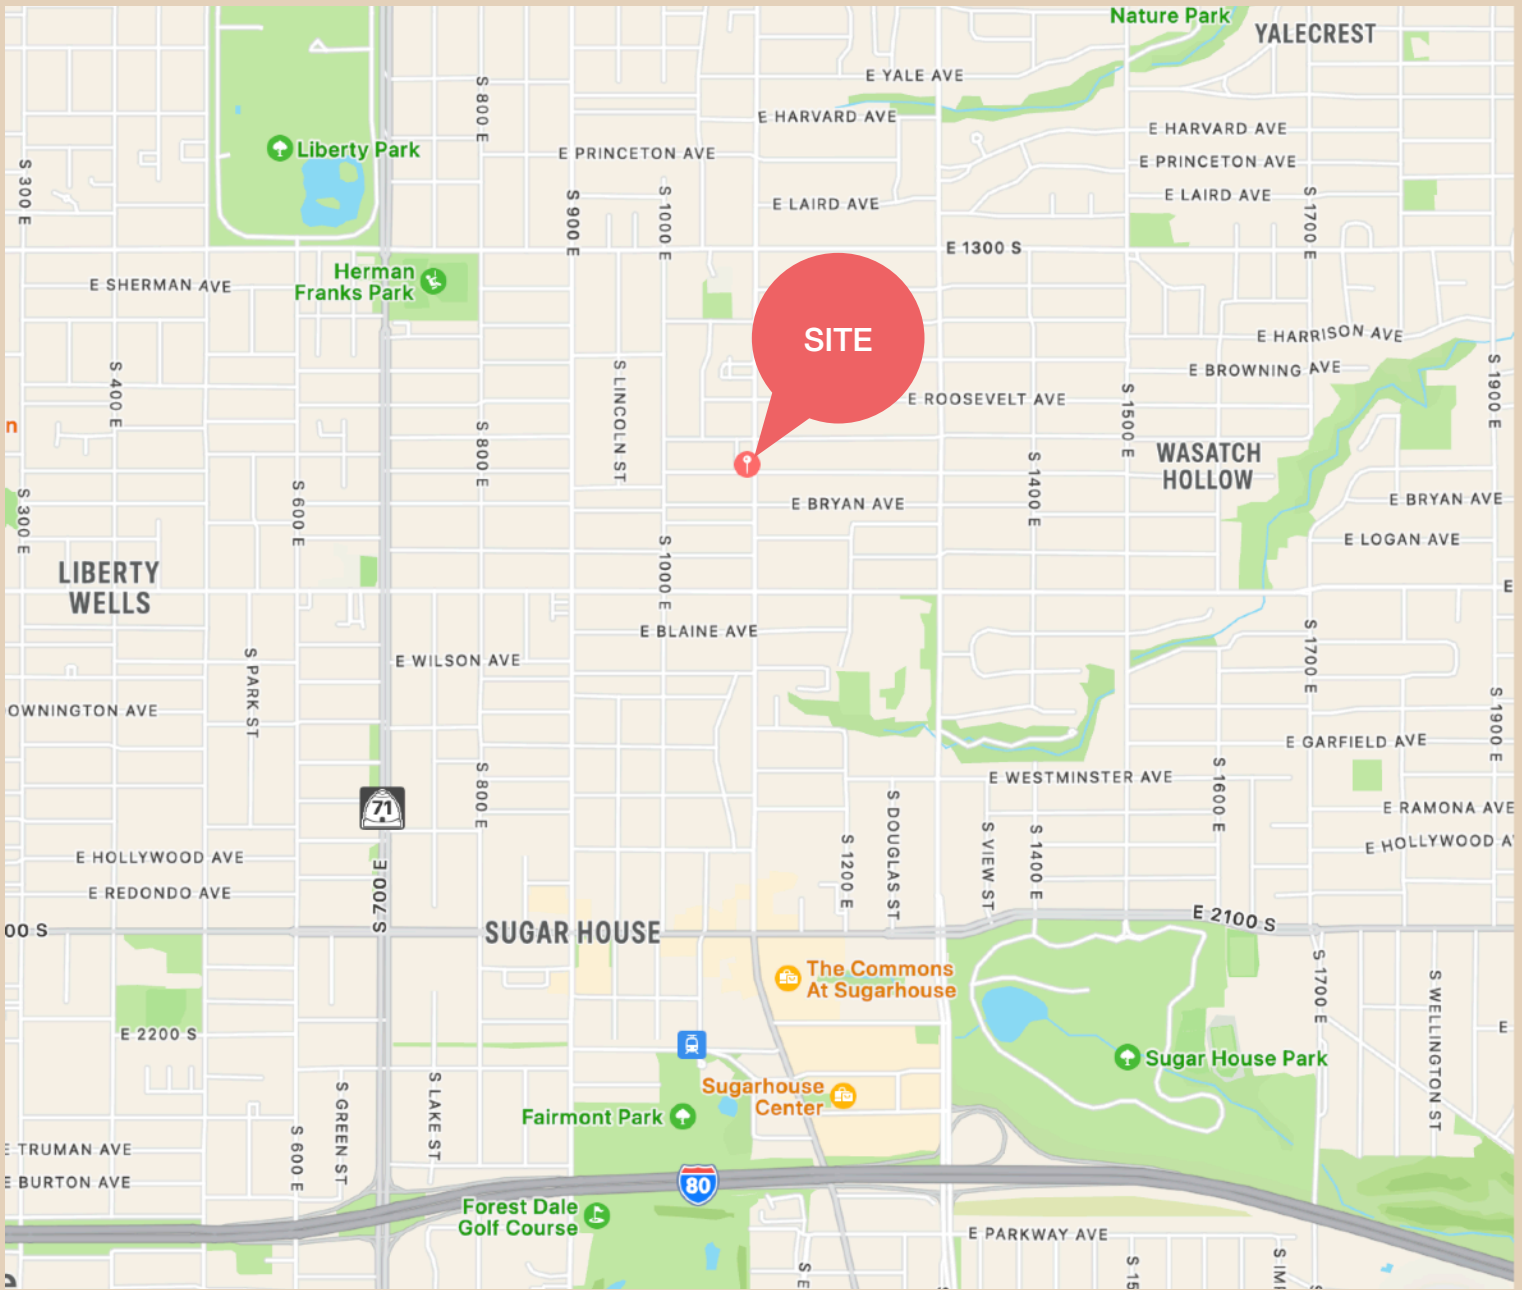 Nature Park
YALECREST
E YALE AVE
S 800 E
E HARVARD AVE
E HARVARD AVE
Liberty Park
E PRINCETON AVE
E PRINCETON AVE
S 300 E
S 900 E
S 1000 E
E LAIRD AVE
E LAIRD AVE
S 1700 E
E 1300 S
Herman
Franks Park
E SHERMAN AVE
SITE
E HARRISON AVE
E BROWNING AVE
S 1900 E
S 400 E
S LINCOLN ST
E ROOSEVELT AVE
S 1500 E
n
S 800 E
WASATCH
HOLLOW
S 1400 E
S 300 E
S 600 E
E BRYAN AVE
E BRYAN AVE
E LOGAN AVE
S 1000 E
LIBERTY
WELLS
E
E BLAINE AVE
S 1700 E
E WILSON AVE
S PARK ST
OWNINGTON AVE
S 1900 E
E GARFIELD AVE
S 800 E
E WESTMINSTER AVE
S 1600 E
71
S DOUGLAS ST
E RAMONA AVE
S 1200 E
S VIEW ST
S 1400 E
E HOLLYWOOD A
E HOLLYWOOD AVE
E REDONDO AVE
S 700 E
E 2100 S
00 S
SUGAR HOUSE
The Commons
At Sugarhouse
S 1700 E
S WELLINGTON ST
E 2200 S
E
Sugar House Park
Sugarhouse
Center
Fairmont Park
S GREEN ST
S LAKE ST
S 600 E
E TRUMAN AVE
E BURTON AVE
80
Forest Dale
Golf Course
E PARKWAY AVE
S E
S 15
S IMP
S
S
e